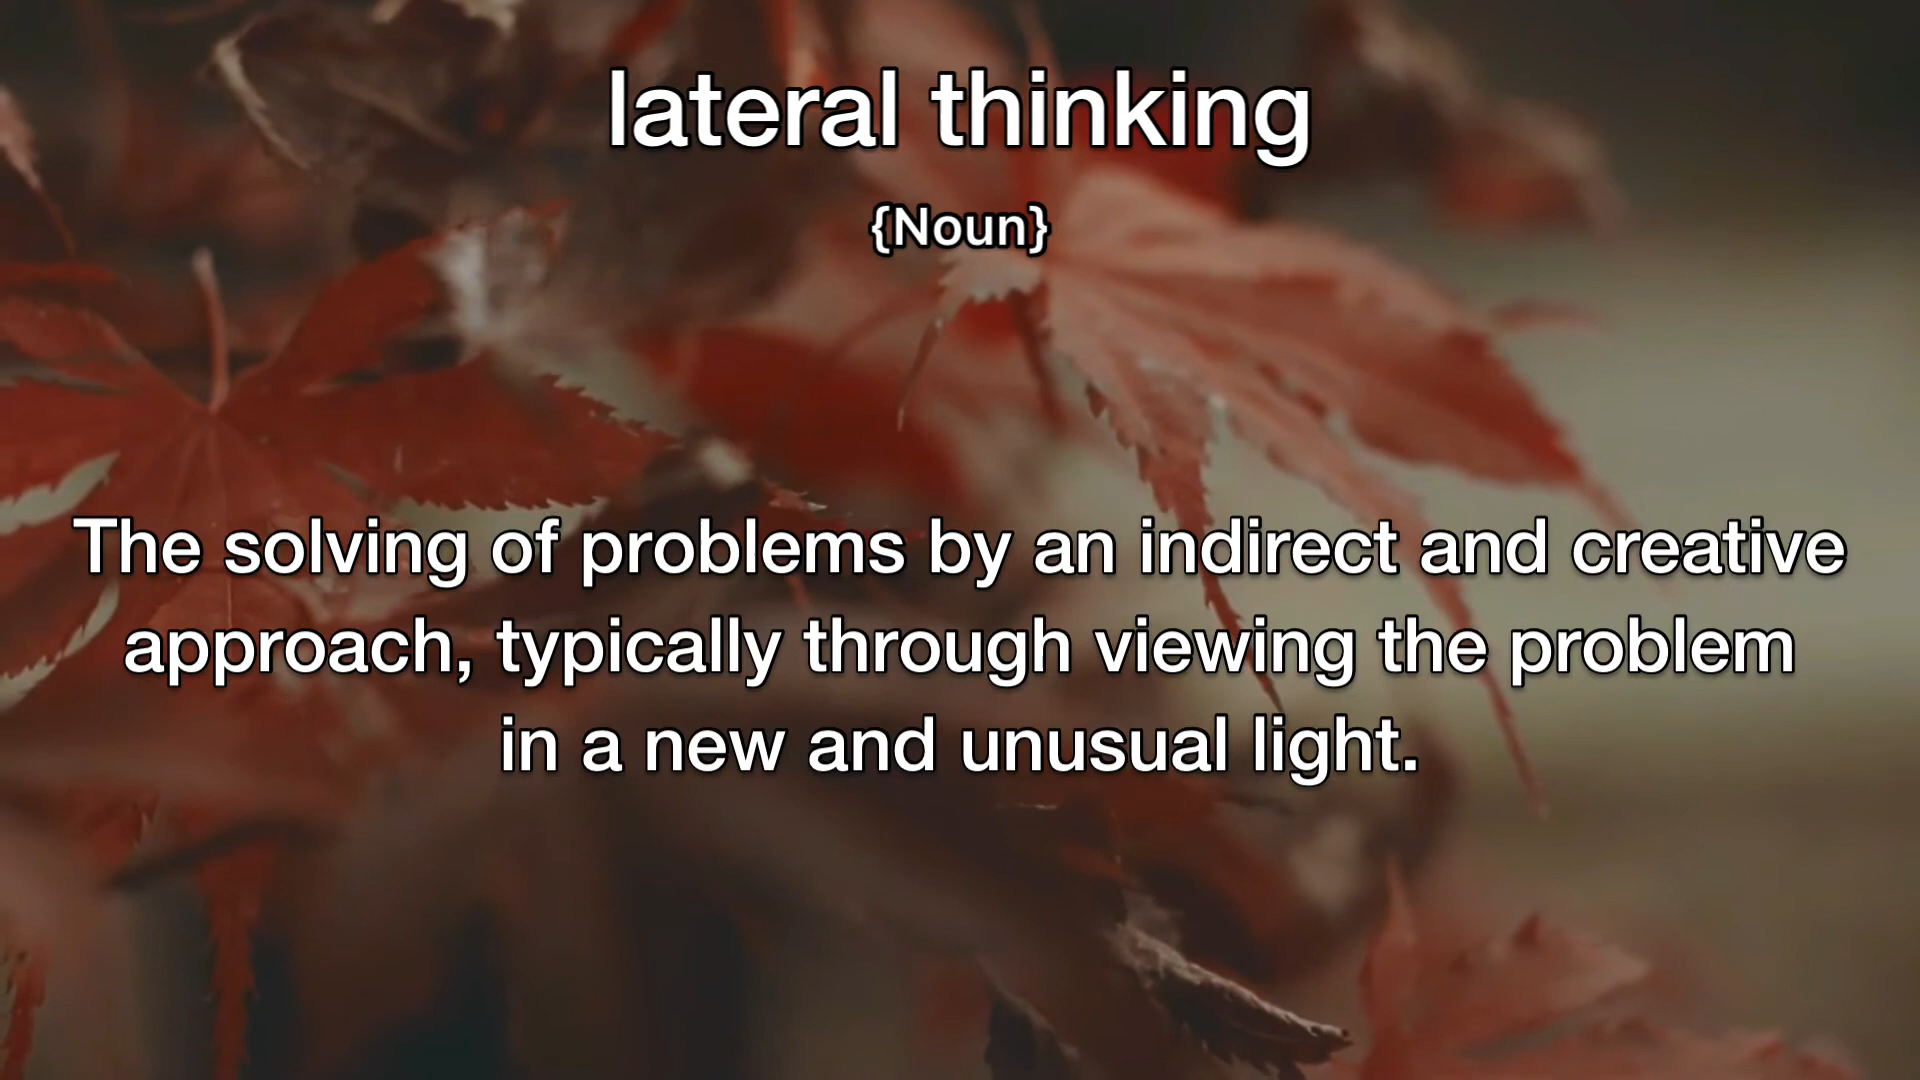 lateral thinking
{Noun}
The solving of problems by an indirect and creative
approach, typically through viewing the problem
in a new and unusual light.